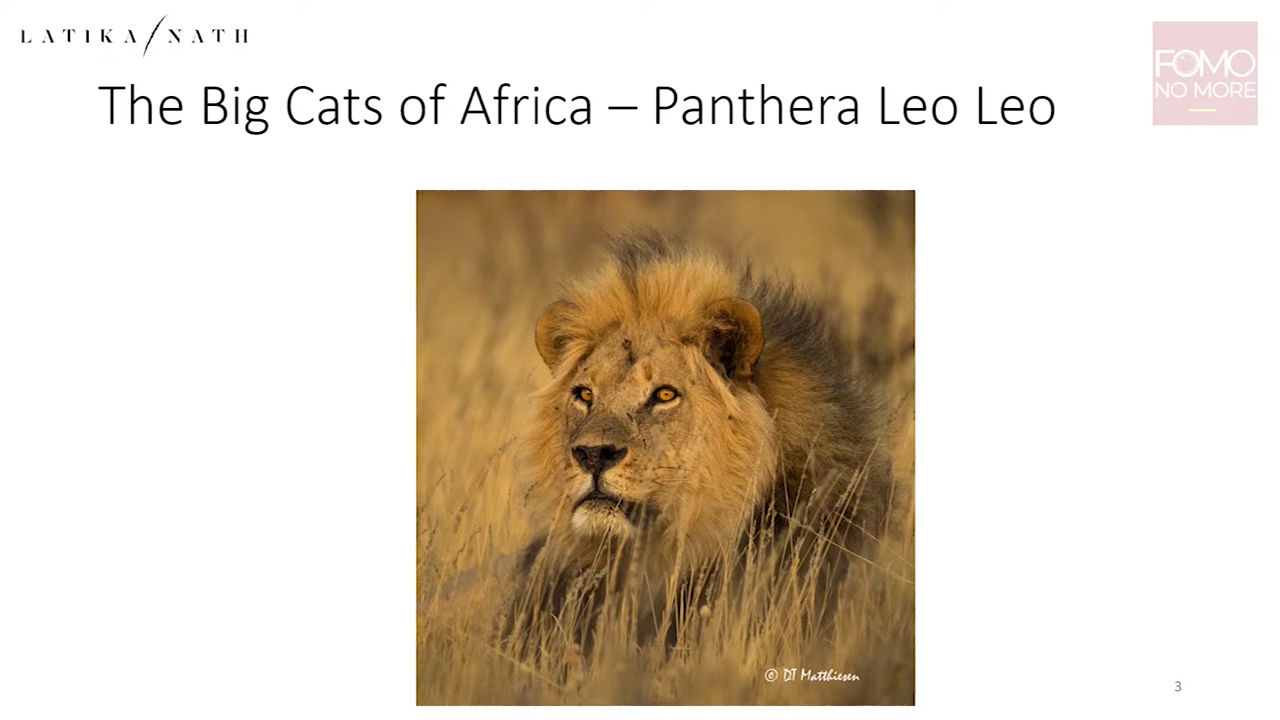 LATIKA/NATH
FOMO
NO MORE
The Big Cats of Africa – Panthera Leo Leo
© DT Matthiesen
3